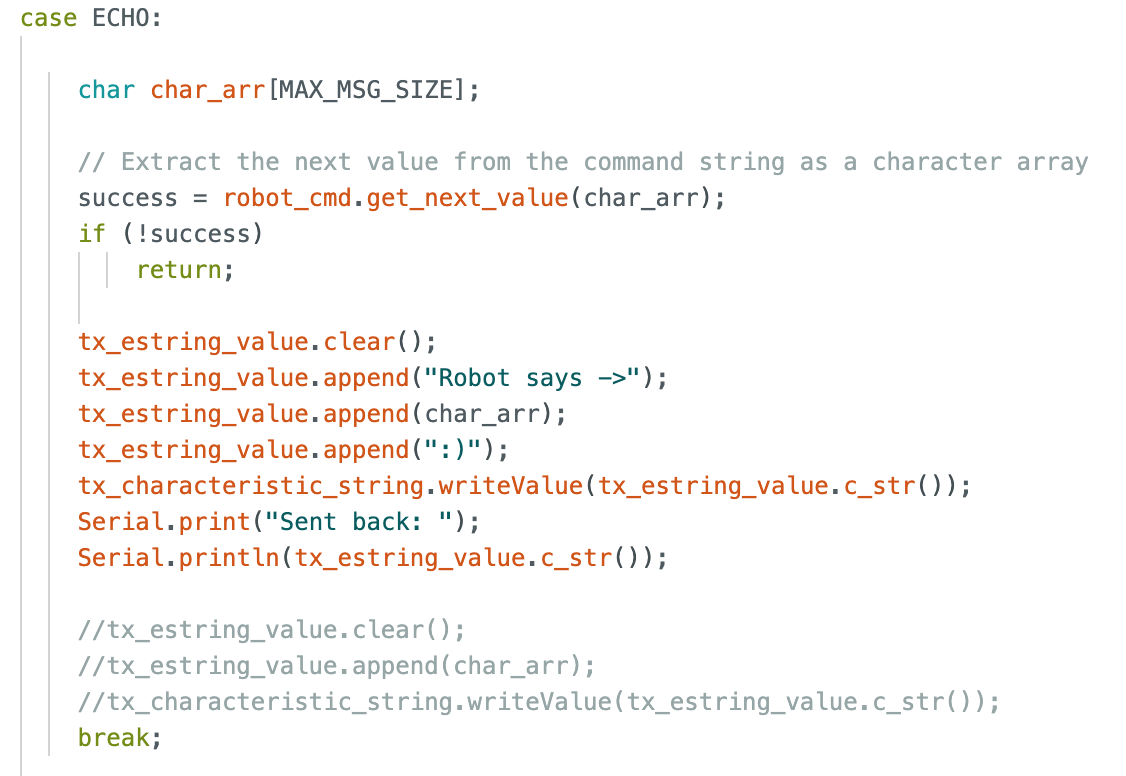 case ECHO:
char char_arr[MAX_MSG_SIZE];
// Extract the next value from the command string as a character array
success = robot_cmd.get_next_value(char_arr);
if (!success)
return;
tx_estring_value.clear();
tx_estring_value.append("Robot says ->");
tx_estring_value.append(char_arr);
tx_estring_value.append(":)");
tx_characteristic_string.writeValue(tx_estring_value.c_str());
Serial.print("Sent back: ");
Serial.println(tx_estring_value.c_str());
//tx_estring_value.clear();
//tx_estring_value.append(char_arr);
//tx_characteristic_string.writeValue(tx_estring_value.c_str());
break;